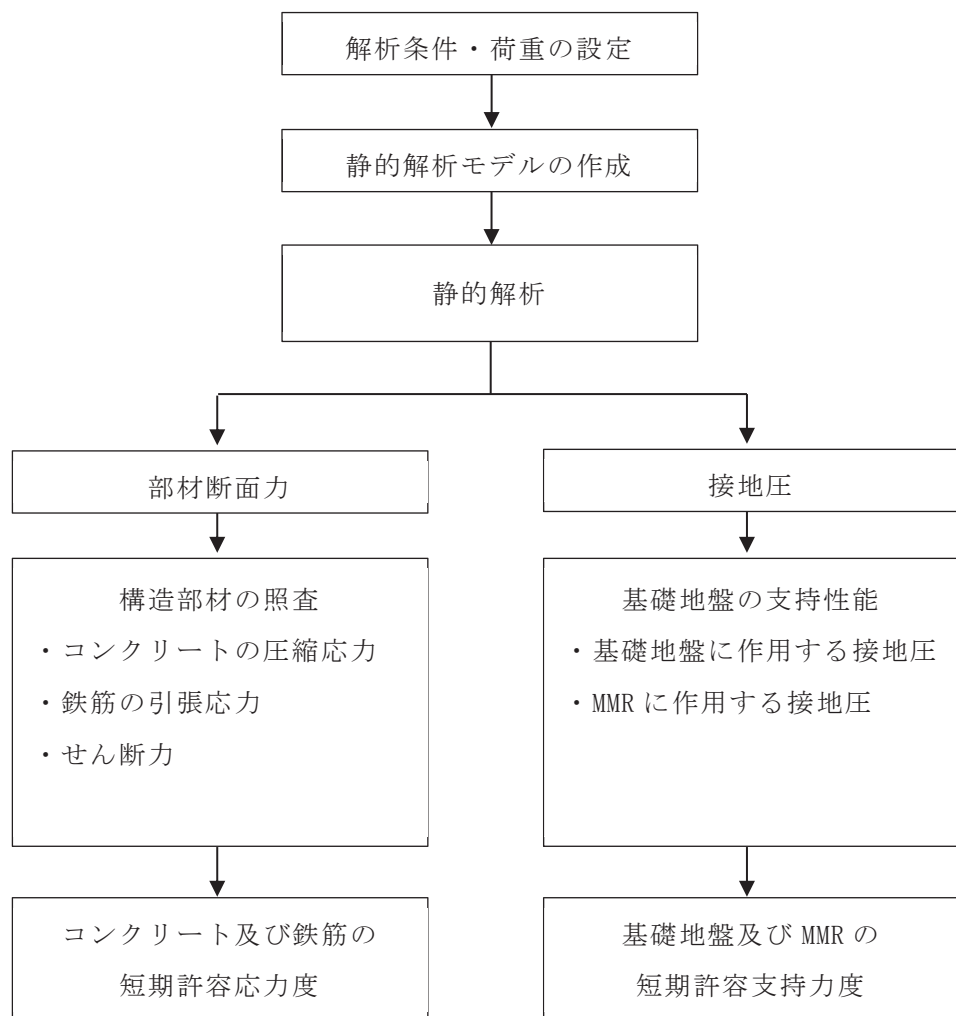 解析条件・荷重の設定
静的解析モデルの作成
静的解析
部材断面力
構造部材の照査
・コンクリートの圧縮応力
・鉄筋の引張応力
・せん断力
コンクリート及び鉄筋の
短期許容応力度
接地圧
基礎地盤の支持性能
・基礎地盤に作用する接地圧
・MMR に作用する接地圧
基礎地盤及び MMR の
短期許容支持力度